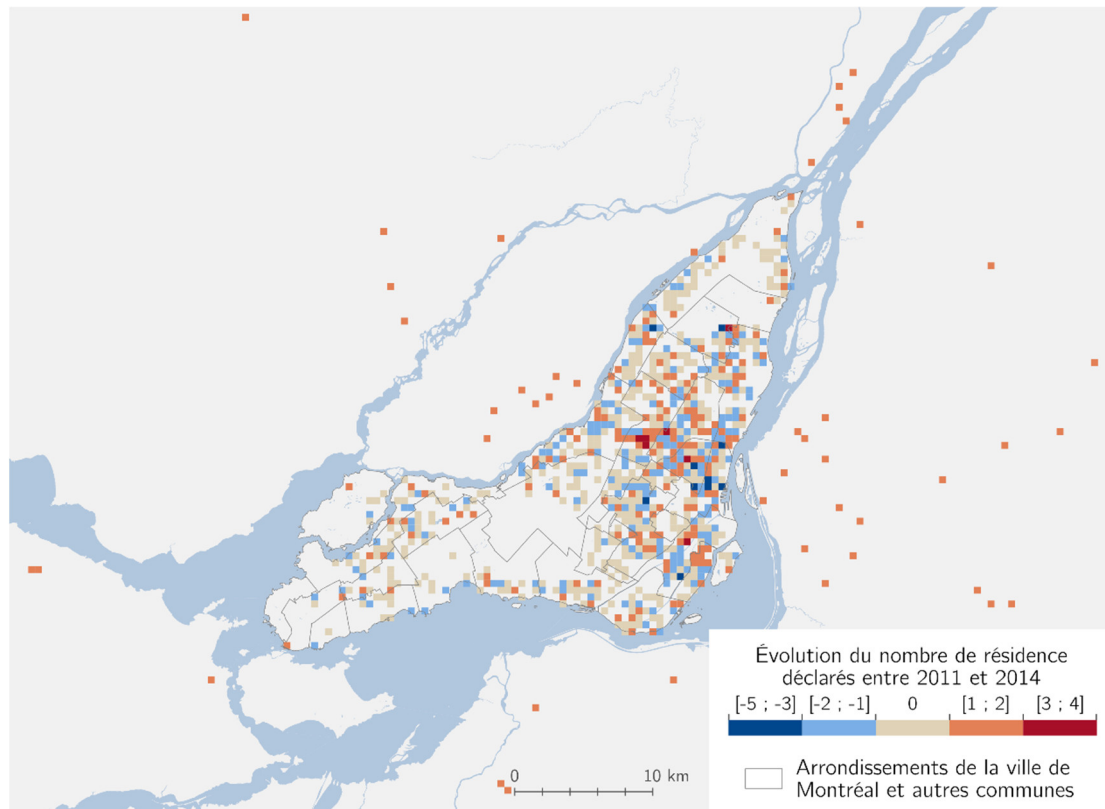 Évolution du nombre de résidence
déclarés entre 2011 et 2014
[-5 ; -3] [-2 ; -1] 0 [1 ; 2] [3 ; 4]
0 10 km
Arrondissements de la ville de
Montréal et autres communes